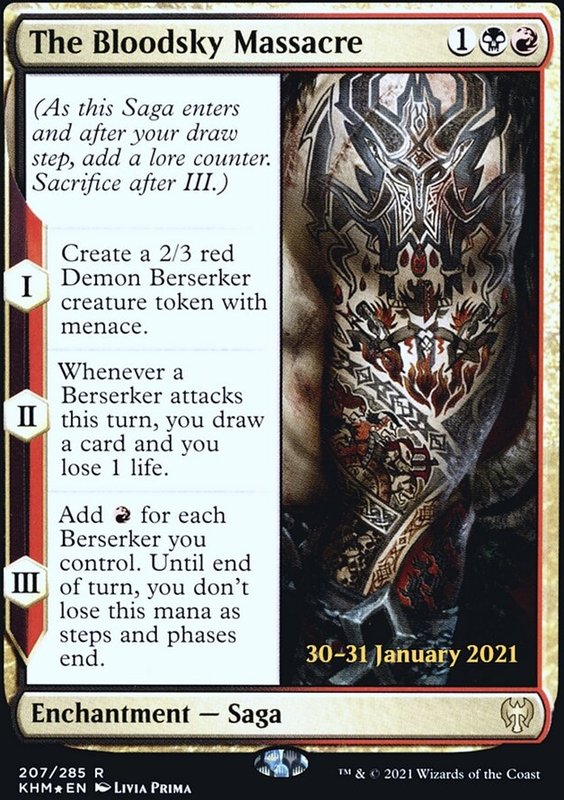 The Bloodsky Massacre 1
(As this Saga enters
and after your draw
step, add a lore counter.
Sacrifice after III.)
I
Create a 2/3 red
Demon Berserker
creature token with
menace.
II
Whenever a
Berserker attacks
this turn, you draw
a card and you
lose 1 life.
III
Add for each
Berserker you
control. Until end
of turn, you don't
lose this mana as
steps and phases
end.
30–31 January 2021
Enchantment — Saga
207/285 R
KHM★EN LIVIA PRIMA
™ & © 2021 Wizards of the Coast